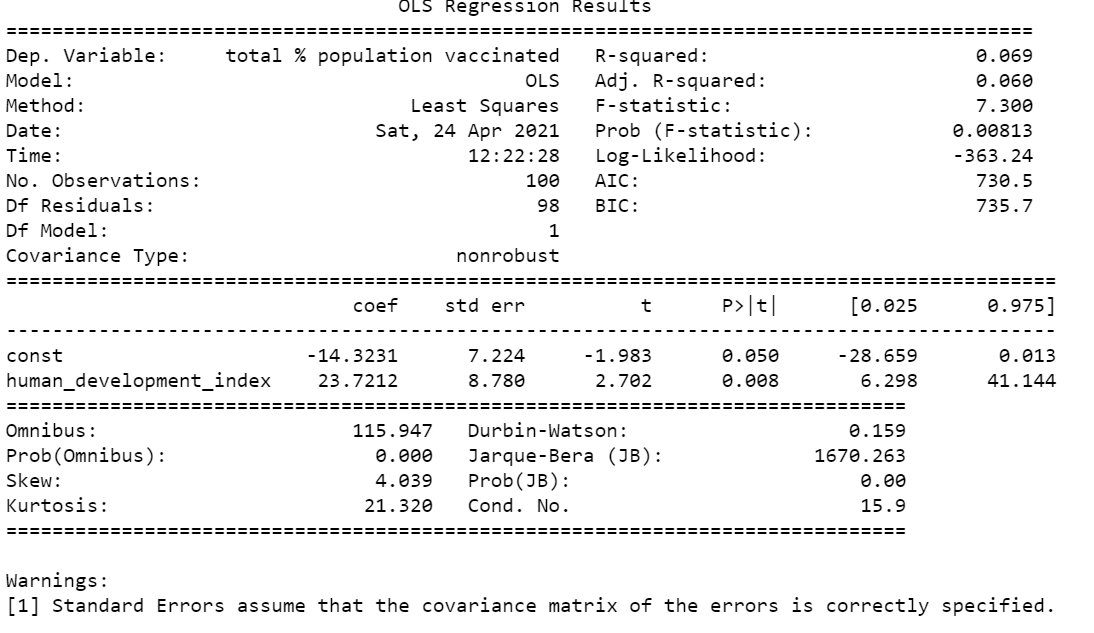 OLS Regression Results
==========================================================================================
Dep. Variable: total % population vaccinated R-squared: 0.069
Model: OLS Adj. R-squared: 0.060
Method: Least Squares F-statistic: 7.300
Date: Sat, 24 Apr 2021 Prob (F-statistic): 0.00813
Time: 12:22:28 Log-Likelihood: -363.24
No. Observations: 100 AIC: 730.5
Df Residuals: 98 BIC: 735.7
Df Model: 1
Covariance Type: nonrobust
===========================================================================================
coef std err t P>|t| [0.025 0.975]
-------------------------------------------------------------------------------------------
const -14.3231 7.224 -1.983 0.050 -28.659 0.013
human_development_index 23.7212 8.780 2.702 0.008 6.298 41.144
==============================================================================
Omnibus: 115.947 Durbin-Watson: 0.159
Prob(Omnibus): 0.000 Jarque-Bera (JB): 1670.263
Skew: 4.039 Prob(JB): 0.00
Kurtosis: 21.320 Cond. No. 15.9
==============================================================================
Warnings:
[1] Standard Errors assume that the covariance matrix of the errors is correctly specified.